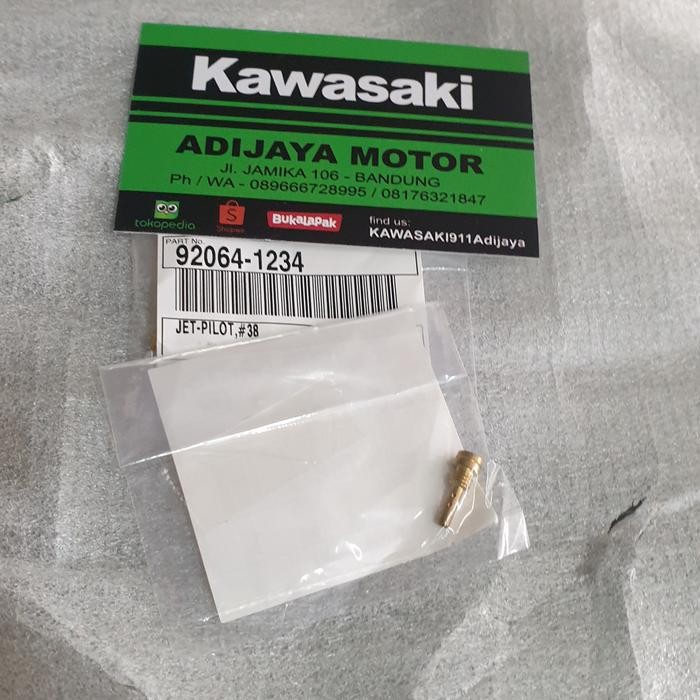 Kawasaki
ADIJAYA MOTOR
Jl. JAMIKA 106 - BANDUNG
Ph / WA - 089666728995 / 08176321847
tokopedia
Shopee
BukaLapak
find us:
KAWASAKI911Adijaya
PART No.
92064-1234
JET-PILOT,#38